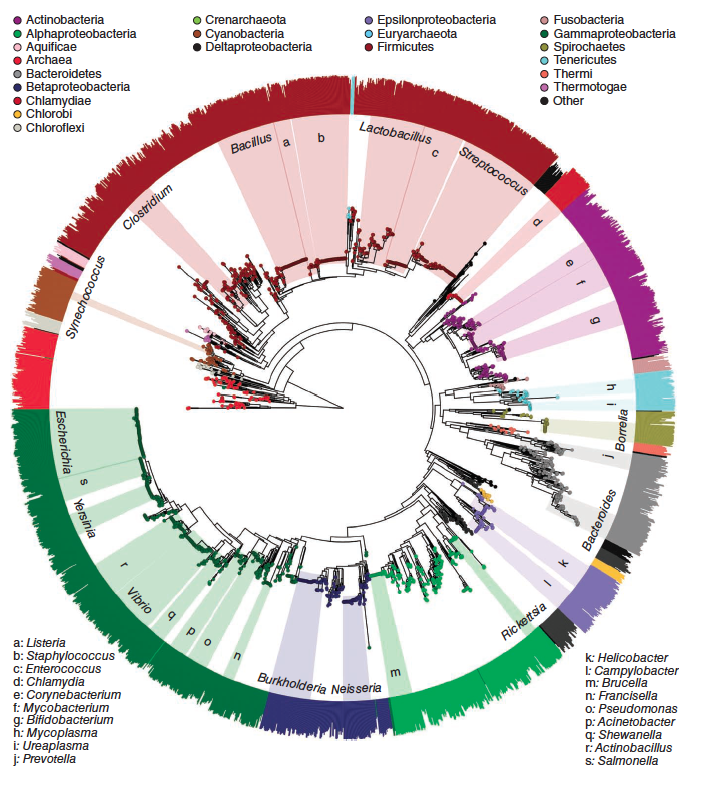 Actinobacteria
Alphaproteobacteria
Aquificae
Archaea
Bacteroidetes
Betaproteobacteria
Chlamydiae
Chlorobi
Chloroflexi
Crenarchaeota
Cyanobacteria
Deltaproteobacteria
Epsilonproteobacteria
Euryarchaeota
Firmicutes
Fusobacteria
Gammaproteobacteria
Spirochaetes
Tenericutes
Thermi
Thermotogae
Other
Synechococcus
Clostridium
Bacillus
a
b
Lactobacillus
c
Streptococcus
d
e
f
g
h
i
Borrelia
j
Bacteroides
k
l
Rickettsia
m
Neisseria
Burkholderia
n
o
p
q
Vibrio
r
Yersinia
s
Escherichia
a: Listeria
b: Staphylococcus
c: Enterococcus
d: Chlamydia
e: Corynebacterium
f: Mycobacterium
g: Bifidobacterium
h: Mycoplasma
i: Ureaplasma
j: Prevotella
k: Helicobacter
l: Campylobacter
m: Brucella
n: Francisella
o: Pseudomonas
p: Acinetobacter
q: Shewanella
r: Actinobacillus
s: Salmonella